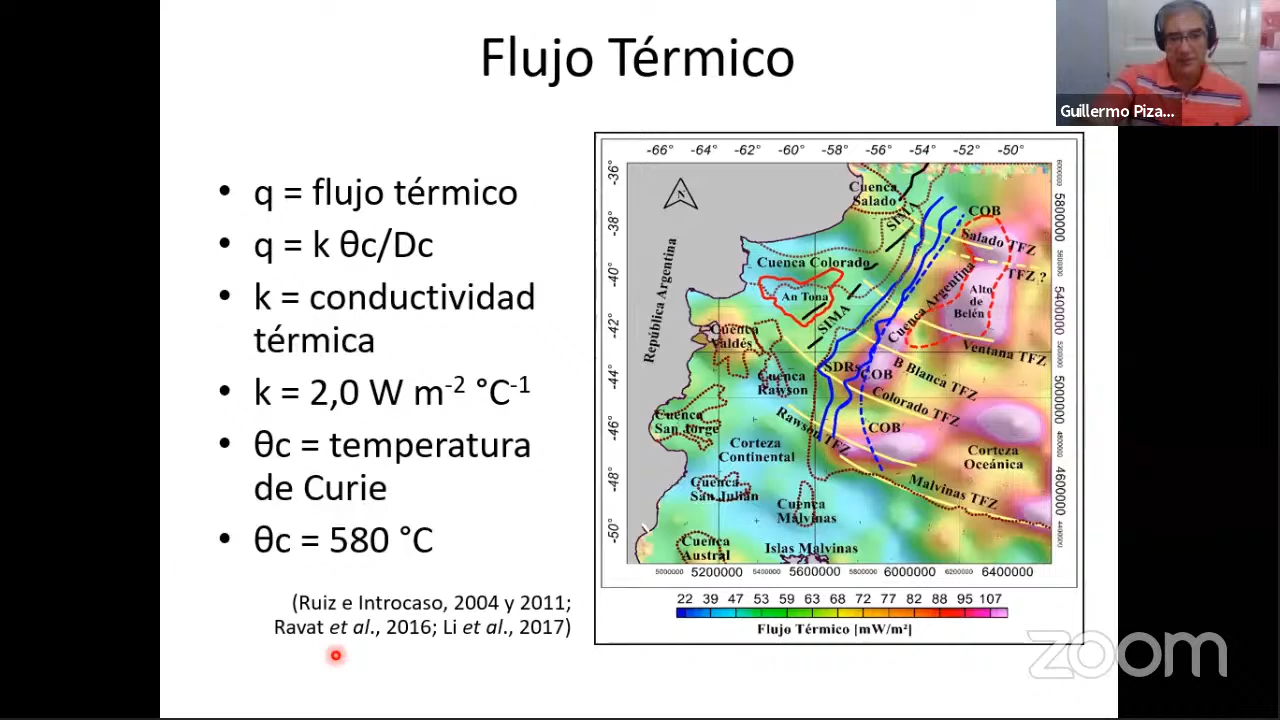 Flujo Térmico
Guillermo Piza...
• q = flujo térmico
• q = k θc/Dc
• k = conductividad
térmica
• k = 2,0 W m⁻² °C⁻¹
• θc = temperatura
de Curie
• θc = 580 °C
(Ruiz e Introcaso, 2004 y 2011;
Ravat et al., 2016; Li et al., 2017)
-66° -64° -62° -60° -58° -56° -54° -52° -50°
-36°
-38°
-40°
-42°
-44°
-46°
-48°
-50°
N
República Argentina
Cuenca
Salado
SIMA
COB
Salado TFZ
TFZ ?
Cuenca Colorado
An Tona
SIMA
Cuenca Argentina
Alto
de
Belén
Cuenca
Valdés
Ventana TFZ
SDRs
COB
B Blanca TFZ
Cuenca
Rawson
Colorado TFZ
Cuenca
San Jorge
Rawson TFZ
COB
Corteza
Continental
Corteza
Oceánica
Cuenca
San Julián
Malvinas TFZ
Cuenca
Malvinas
Cuenca
Austral
Islas Malvinas
5800000
5400000
5000000
4600000
5000000 5200000 5400000 5600000 5800000 6000000 6200000 6400000
22 39 47 53 59 63 68 72 77 82 88 95 107
Flujo Térmico [mW/m²]
zoom